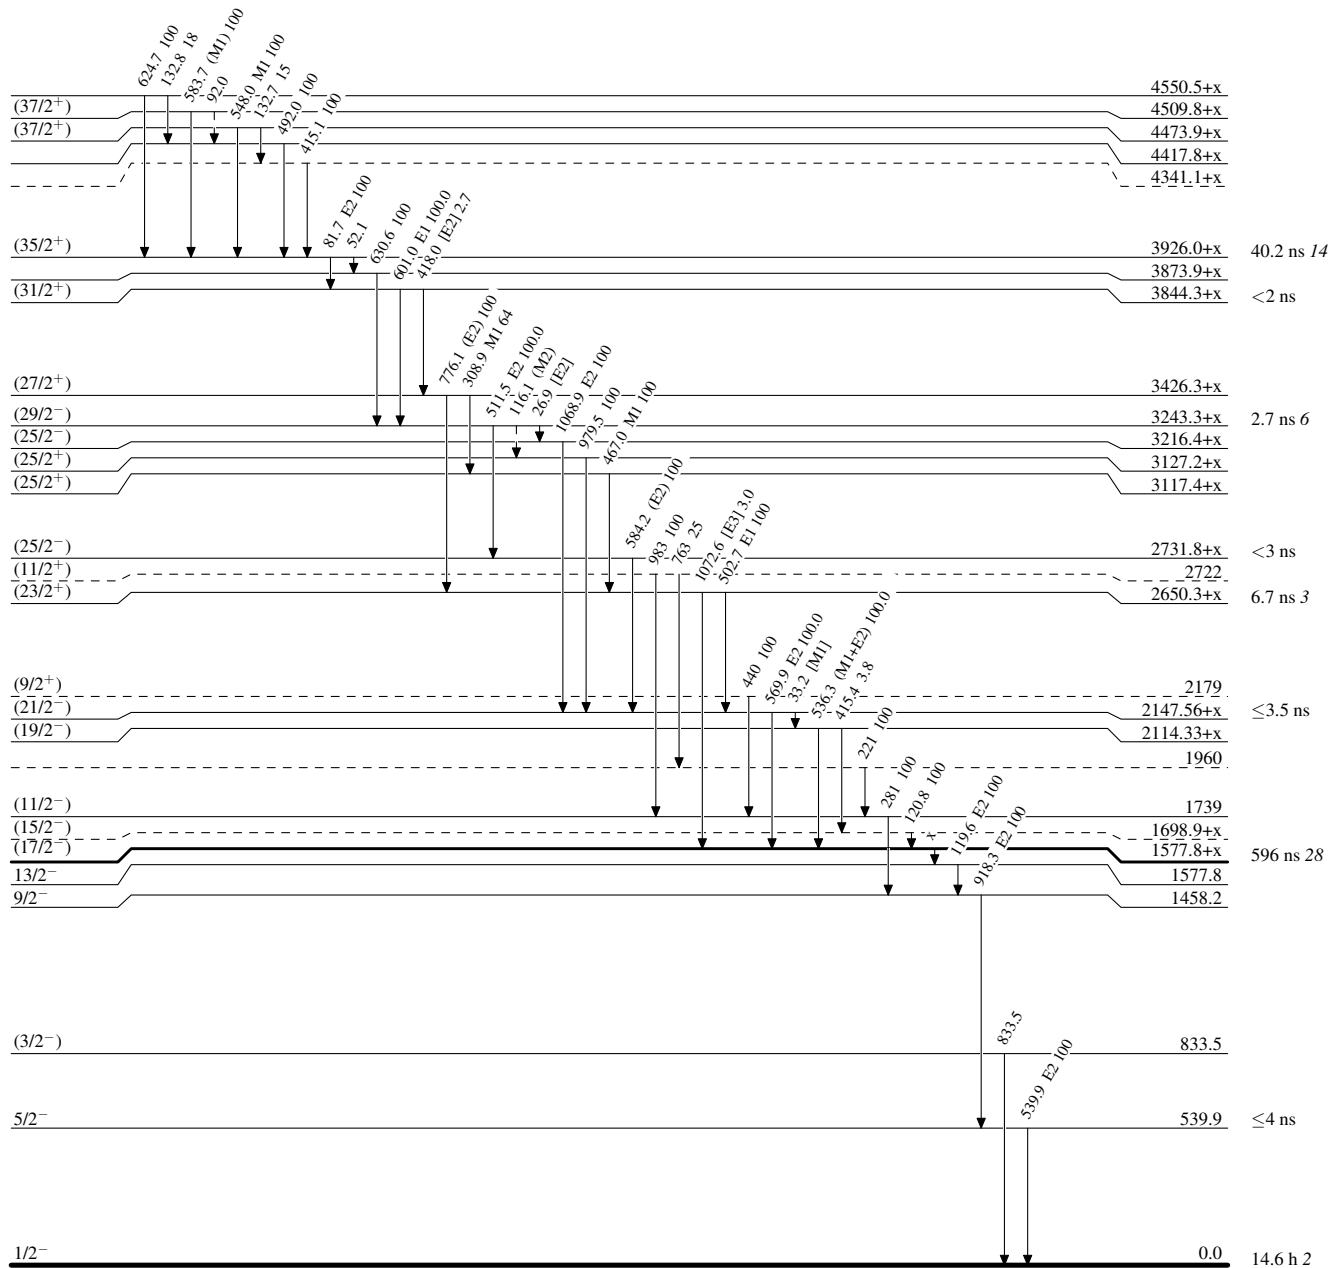 624.7 100
132.8 18
583.7 (M1) 100
92.0
548.0 M1 100
132.7 15
492.0 100
415.1 100
4550.5+x
(37/2+) 4509.8+x
(37/2+) 4473.9+x
4417.8+x
4341.1+x
81.7 E2 100
52.1
630.6 100
601.0 E1 100.0
418.0 [E2] 2.7
(35/2+) 3926.0+x 40.2 ns 14
3873.9+x
(31/2+) 3844.3+x <2 ns
776.1 (E2) 100
308.9 M1 64
511.5 E2 100.0
116.1 (M2)
26.9 [E2]
1068.9 E2 100
979.5 100
467.0 M1 100
(27/2+) 3426.3+x
(29/2−) 3243.3+x 2.7 ns 6
(25/2−) 3216.4+x
(25/2+) 3127.2+x
(25/2+) 3117.4+x
584.2 (E2) 100
983 100
763 25
1072.6 [E3] 3.0
502.7 E1 100
(25/2−) 2731.8+x <3 ns
(11/2+) 2722
(23/2+) 2650.3+x 6.7 ns 3
440 100
569.9 E2 100.0
33.2 [M1]
536.3 (M1+E2) 100.0
415.4 3.8
221 100
(9/2+) 2179
(21/2−) 2147.56+x ≤3.5 ns
(19/2−) 2114.33+x
1960
281 100
120.8 100
x
119.6 E2 100
918.3 E2 100
(11/2−) 1739
(15/2−) 1698.9+x
(17/2−) 1577.8+x 596 ns 28
13/2− 1577.8
9/2− 1458.2
833.5
539.9 E2 100
(3/2−) 833.5
5/2− 539.9 ≤4 ns
1/2− 0.0 14.6 h 2